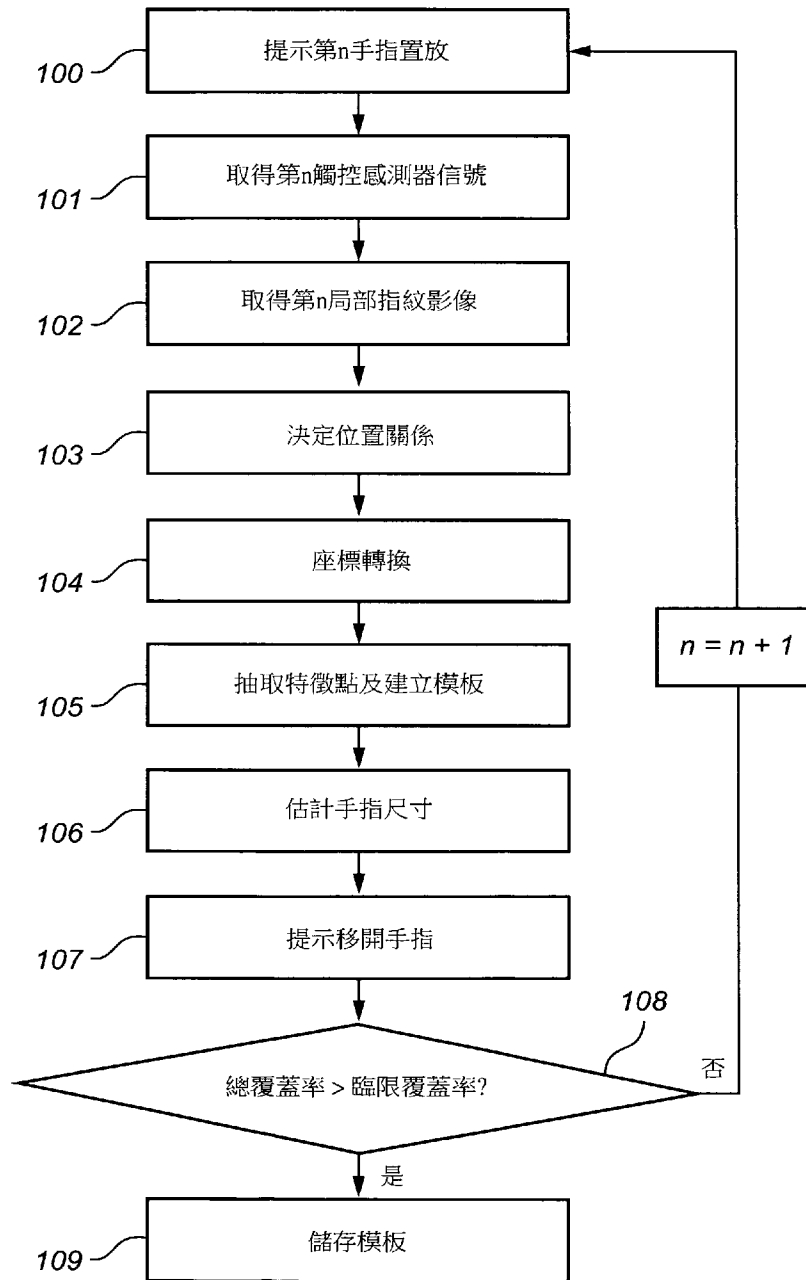 100
提示第n手指置放
101
取得第n觸控感測器信號
102
取得第n局部指紋影像
103
決定位置關係
104
座標轉換
n = n + 1
105
抽取特徵點及建立模板
106
估計手指尺寸
107
提示移開手指
108
總覆蓋率 > 臨限覆蓋率?
否
是
109
儲存模板